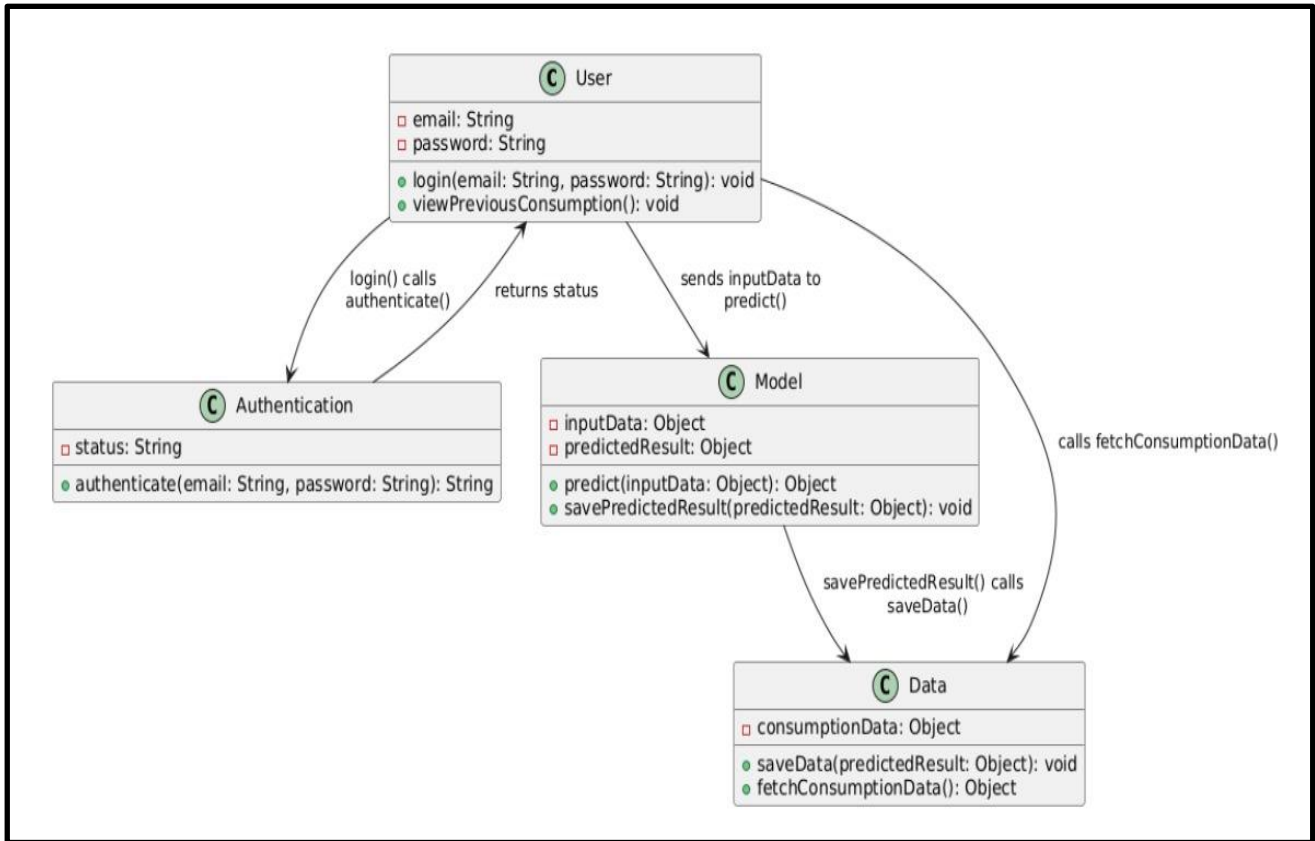 C User
email: String
password: String
login(email: String, password: String): void
viewPreviousConsumption(): void
login() calls
authenticate()
returns status
sends inputData to
predict()
calls fetchConsumptionData()
C Authentication
status: String
authenticate(email: String, password: String): String
C Model
inputData: Object
predictedResult: Object
predict(inputData: Object): Object
savePredictedResult(predictedResult: Object): void
savePredictedResult() calls
saveData()
C Data
consumptionData: Object
saveData(predictedResult: Object): void
fetchConsumptionData(): Object